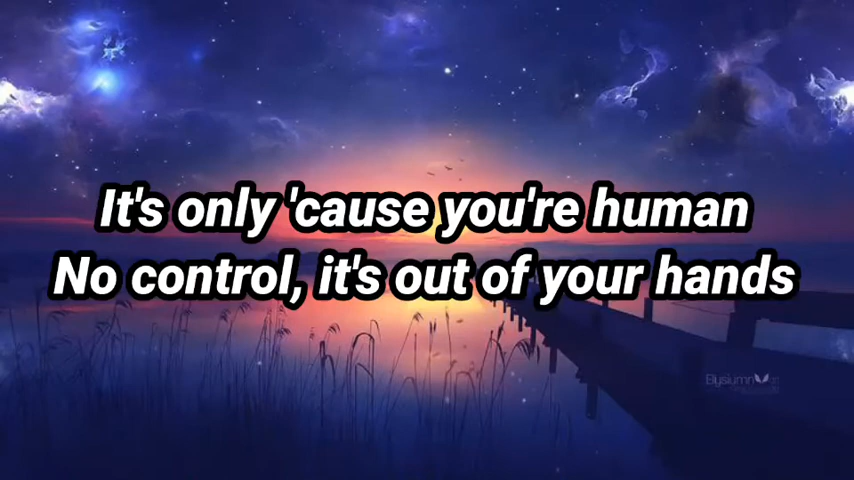 It's only 'cause you're human
No control, it's out of your hands